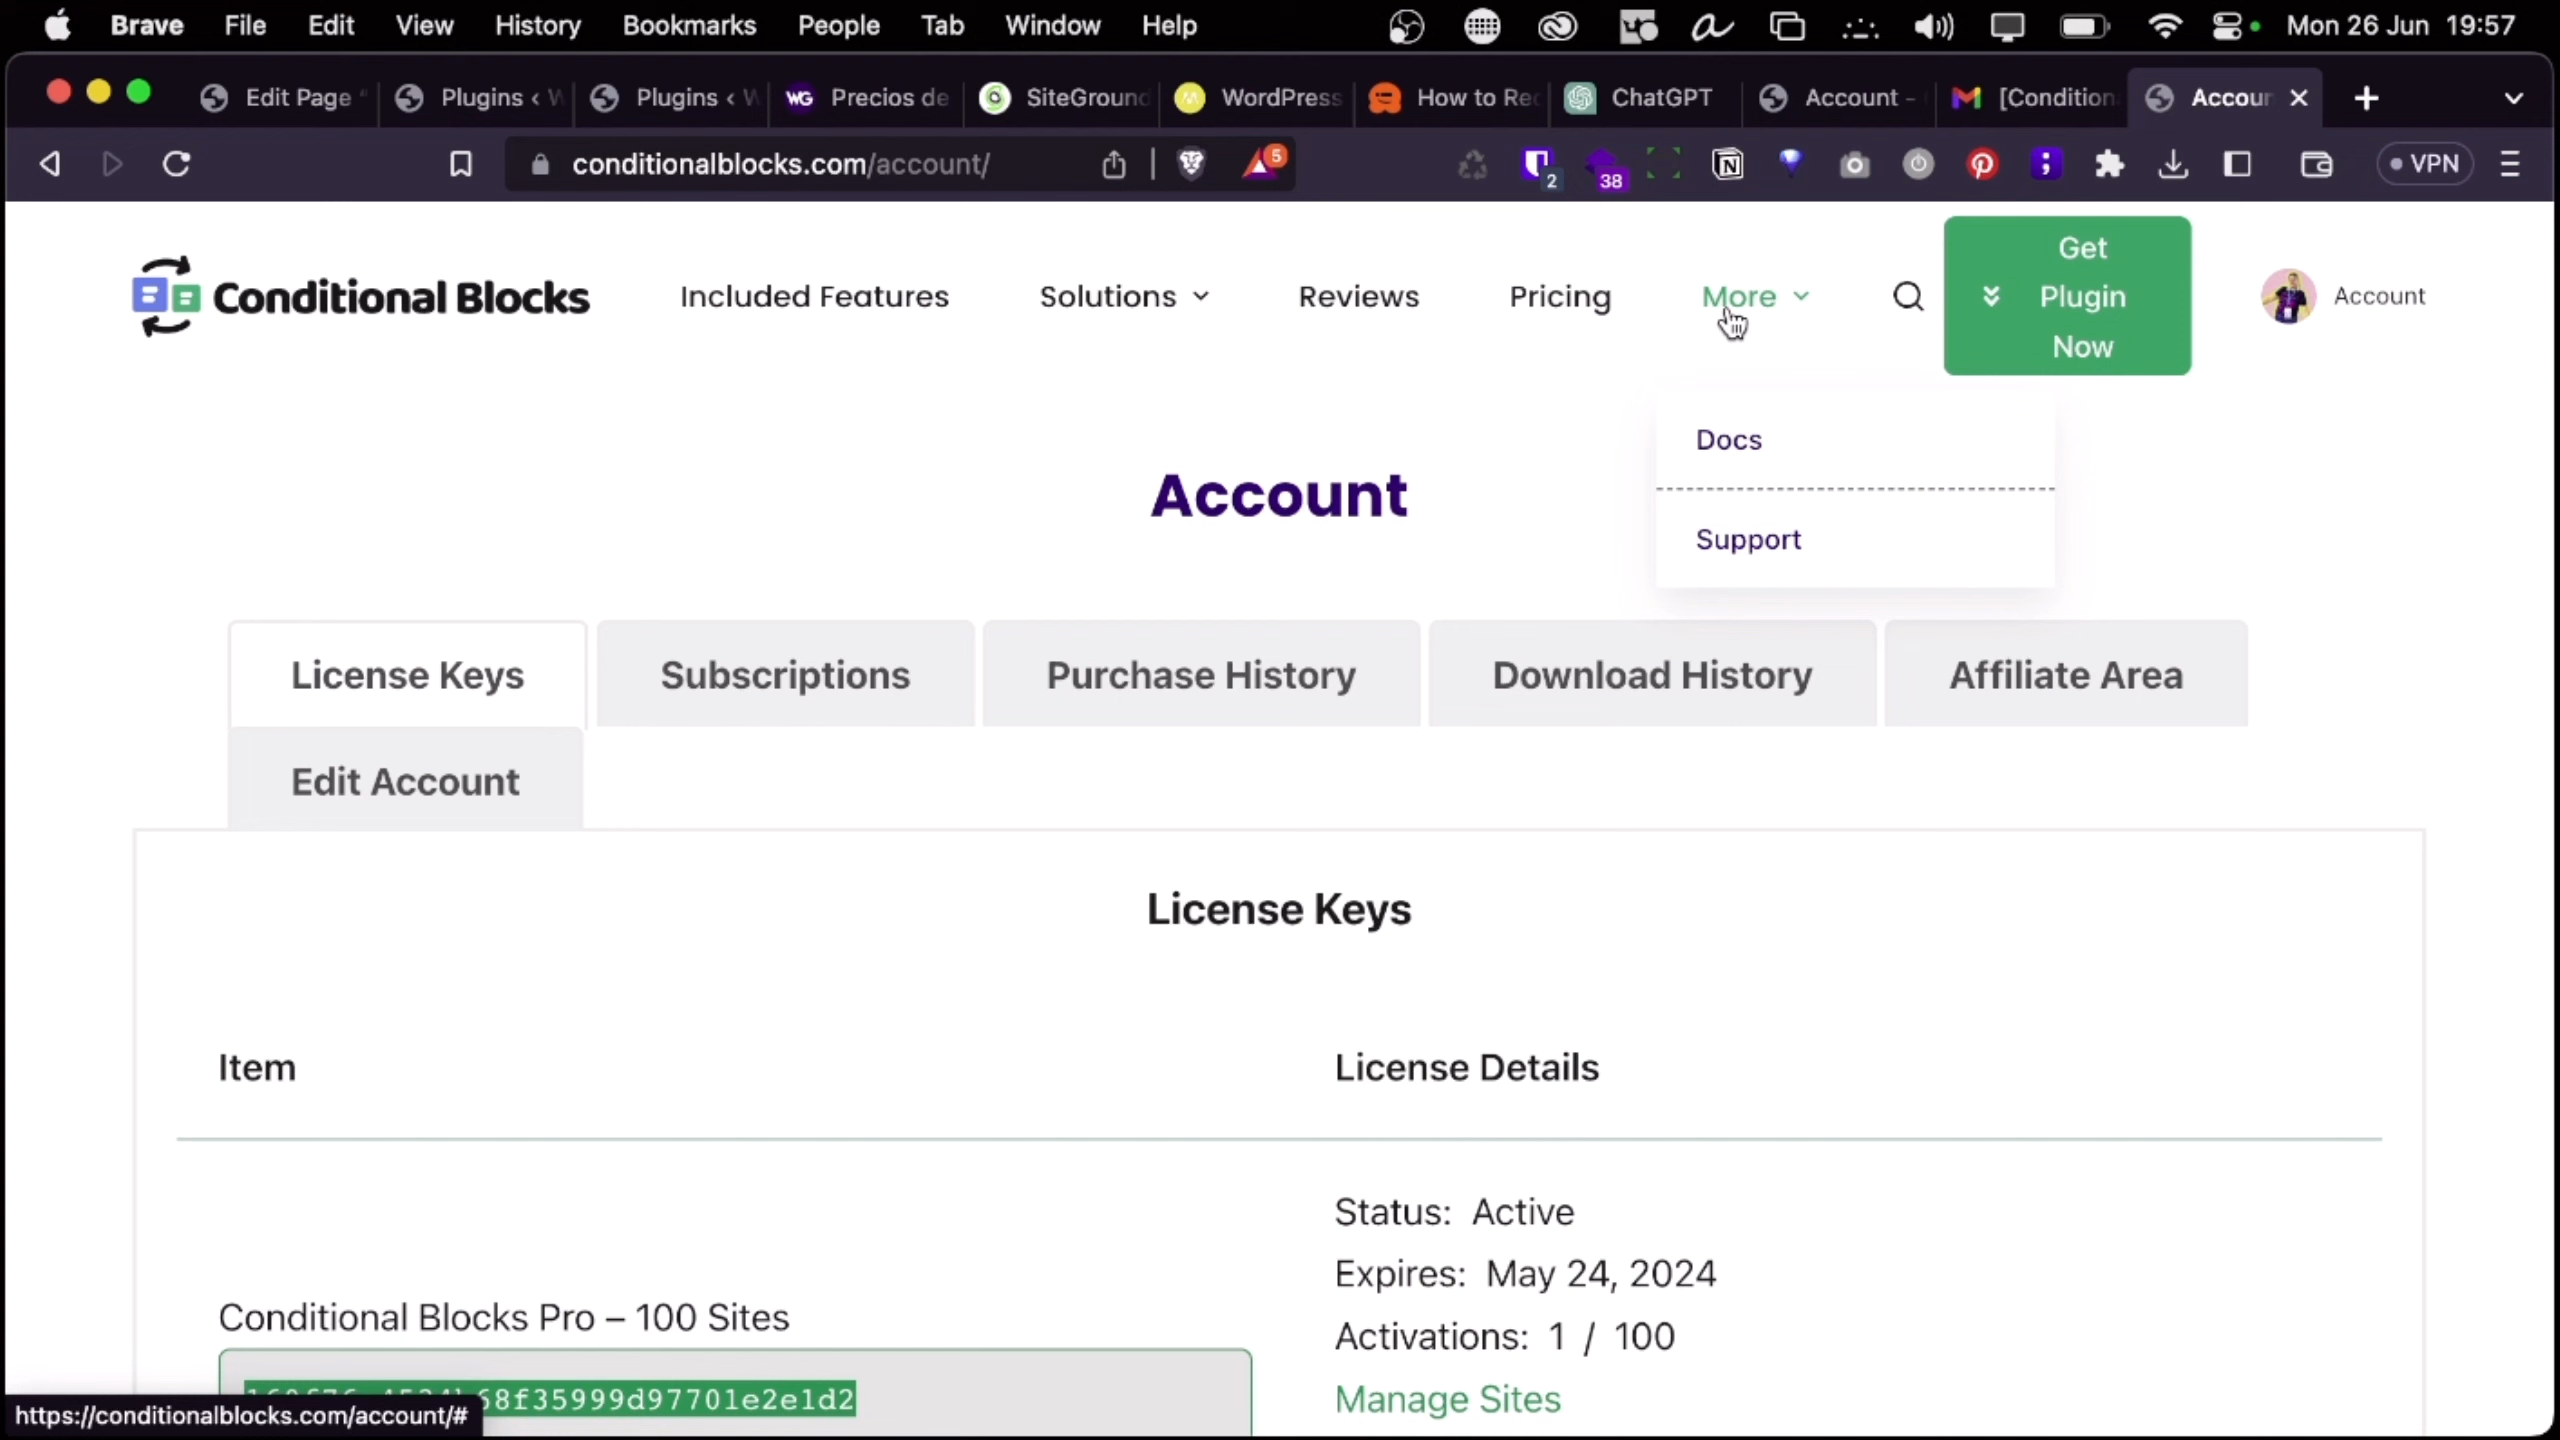 Brave File Edit View History Bookmarks People Tab Window Help Mon 26 Jun 19:57
Edit Page Plugins ‹ Plugins ‹ WG Precios de SiteGround WordPress How to ChatGPT Account - [Condition
conditionalblocks.com/account/ 5 2 38 VPN
Conditional Blocks Included Features Solutions Reviews Pricing More Get Plugin Now Account
Docs
Support
Account
License Keys Subscriptions Purchase History Download History Affiliate Area
Edit Account
License Keys
Item License Details
Status: Active
Expires: May 24, 2024
Conditional Blocks Pro – 100 Sites
Activations: 1 / 100
68f35999d97701e2e1d2
Manage Sites
https://conditionalblocks.com/account/#